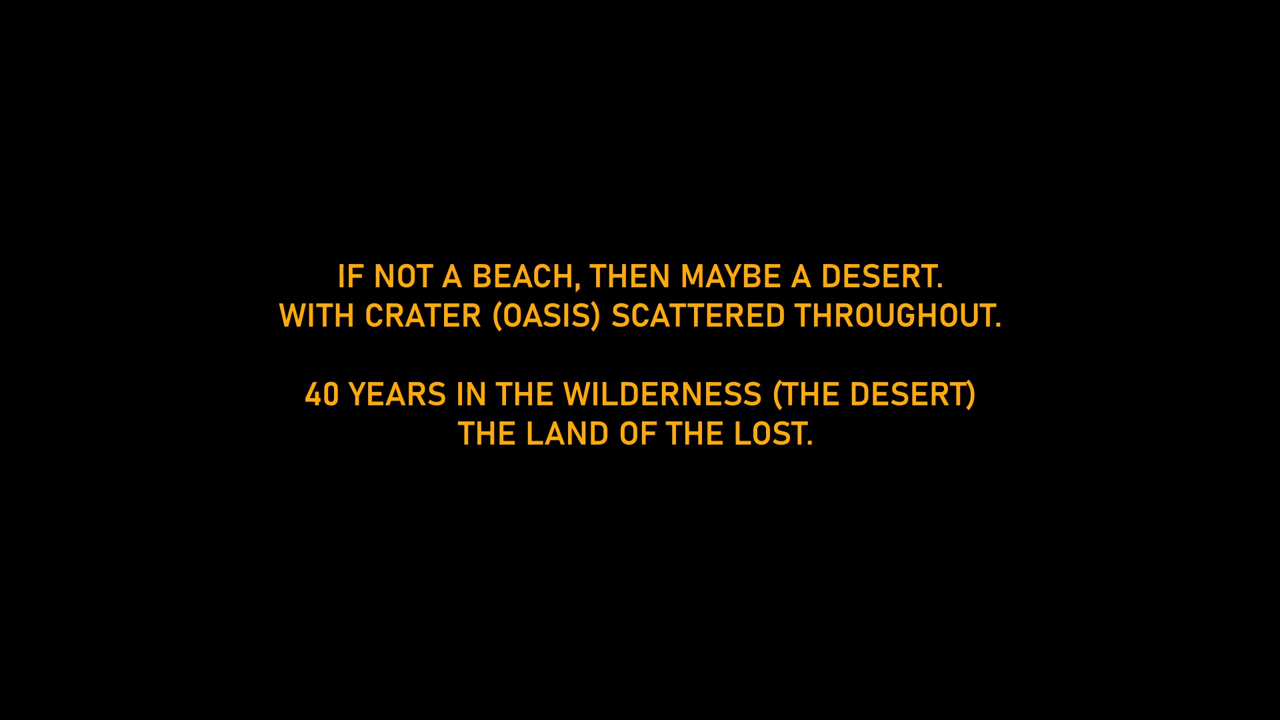 IF NOT A BEACH, THEN MAYBE A DESERT.
WITH CRATER (OASIS) SCATTERED THROUGHOUT.
40 YEARS IN THE WILDERNESS (THE DESERT)
THE LAND OF THE LOST.